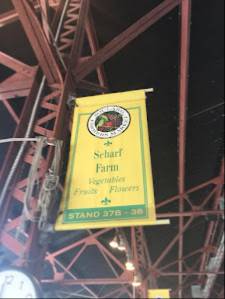 Scharf
Farm
Vegetables
Fruits Flowers
STAND 37B - 38